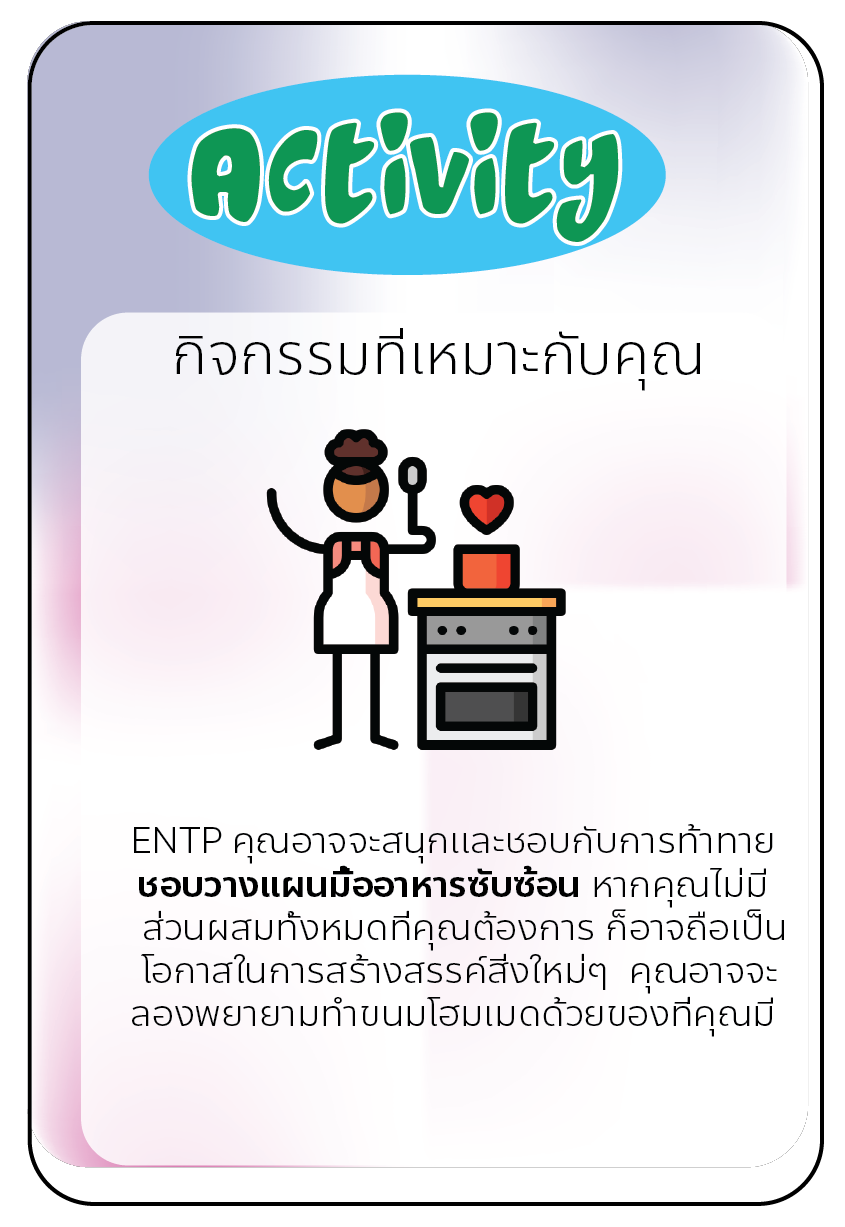 Activity
กิจกรรมที่เหมาะกับคุณ
ENTP คุณอาจจะสนุกและชอบกับการท้าทาย
ชอบวางแผนมื้ออาหารซับซ้อน หากคุณไม่มี
ส่วนผสมทั้งหมดที่คุณต้องการ ก็อาจถือเป็น
โอกาสในการสร้างสรรค์สิ่งใหม่ๆ คุณอาจจะ
ลองพยายามทำขนมโฮมเมดด้วยของที่คุณมี